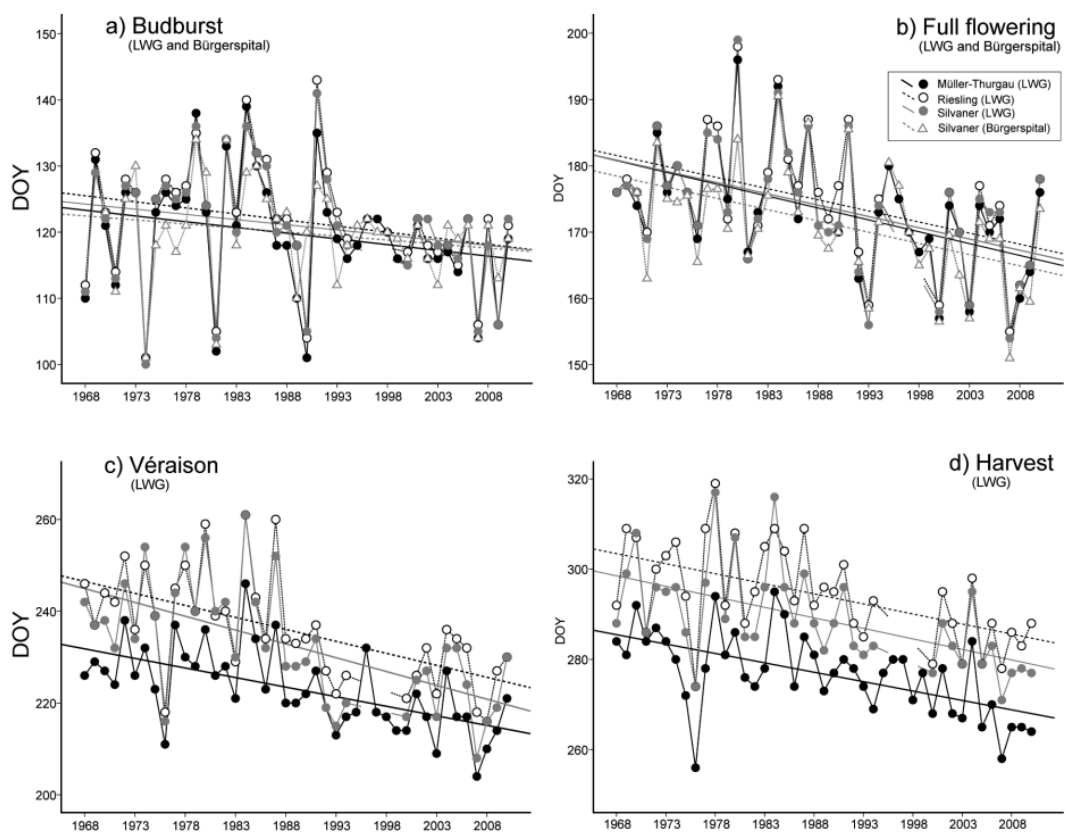 a) Budburst
(LWG and Bürgerspital)
DOY
150
140
130
120
110
100
1968 1973 1978 1983 1988 1993 1998 2003 2008
b) Full flowering
(LWG and Bürgerspital)
Müller-Thurgau (LWG)
Riesling (LWG)
Silvaner (LWG)
Silvaner (Bürgerspital)
DOY
200
190
180
170
160
150
1968 1973 1978 1983 1988 1993 1998 2003 2008
c) Véraison
(LWG)
DOY
260
240
220
200
1968 1973 1978 1983 1988 1993 1998 2003 2008
d) Harvest
(LWG)
DOY
320
300
280
260
1968 1973 1978 1983 1988 1993 1998 2003 2008